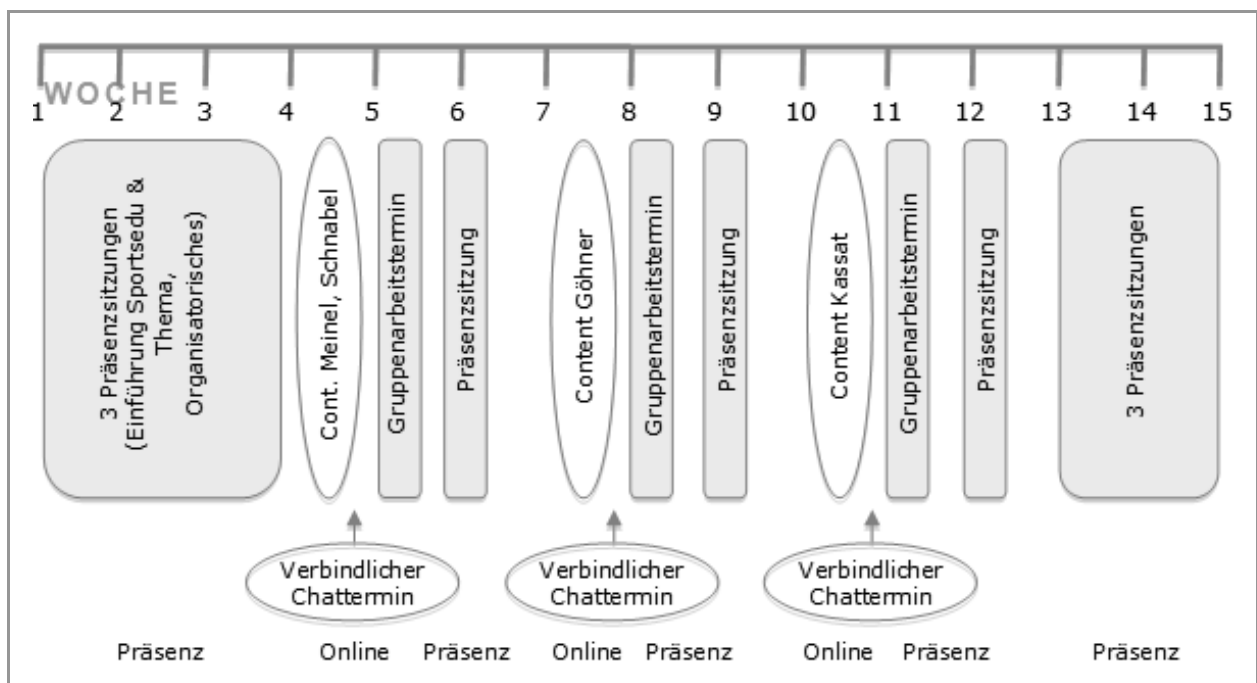 WOCHE
1 2 3 4 5 6 7 8 9 10 11 12 13 14 15
3 Präsenzsitzungen
(Einführung Sportsedu &
Thema,
Organisatorisches)
Cont. Meinel, Schnabel
Gruppenarbeitstermin
Präsenzsitzung
Content Göhner
Gruppenarbeitstermin
Präsenzsitzung
Content Kassat
Gruppenarbeitstermin
Präsenzsitzung
3 Präsenzsitzungen
Verbindlicher
Chattermin
Verbindlicher
Chattermin
Verbindlicher
Chattermin
Präsenz Online Präsenz Online Präsenz Online Präsenz Präsenz